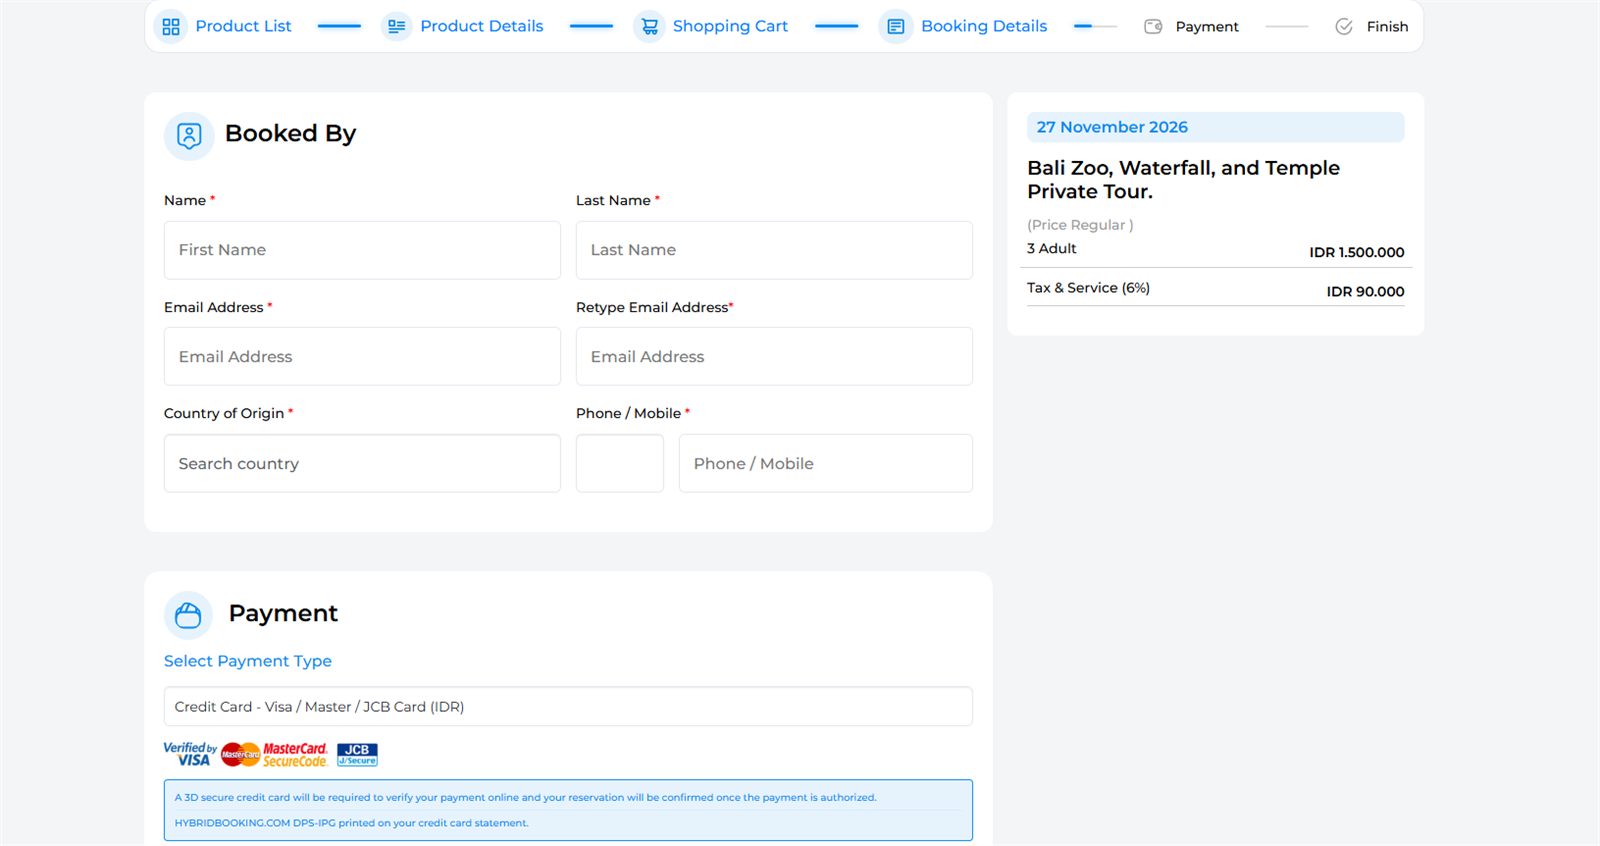 Product List
Product Details
Shopping Cart
Booking Details
Payment
Finish
Booked By
Name *
Last Name *
First Name
Last Name
Email Address *
Retype Email Address*
Email Address
Email Address
Country of Origin *
Phone / Mobile *
Search country
Phone / Mobile
27 November 2026
Bali Zoo, Waterfall, and Temple
Private Tour.
(Price Regular )
3 Adult
IDR 1.500.000
Tax & Service (6%)
IDR 90.000
Payment
Select Payment Type
Credit Card - Visa / Master / JCB Card (IDR)
Verified by
VISA
MasterCard
MasterCard.
SecureCode.
JCB
J/Secure
A 3D secure credit card will be required to verify your payment online and your reservation will be confirmed once the payment is authorized.
HYBRIDBOOKING.COM DPS-IPG printed on your credit card statement.